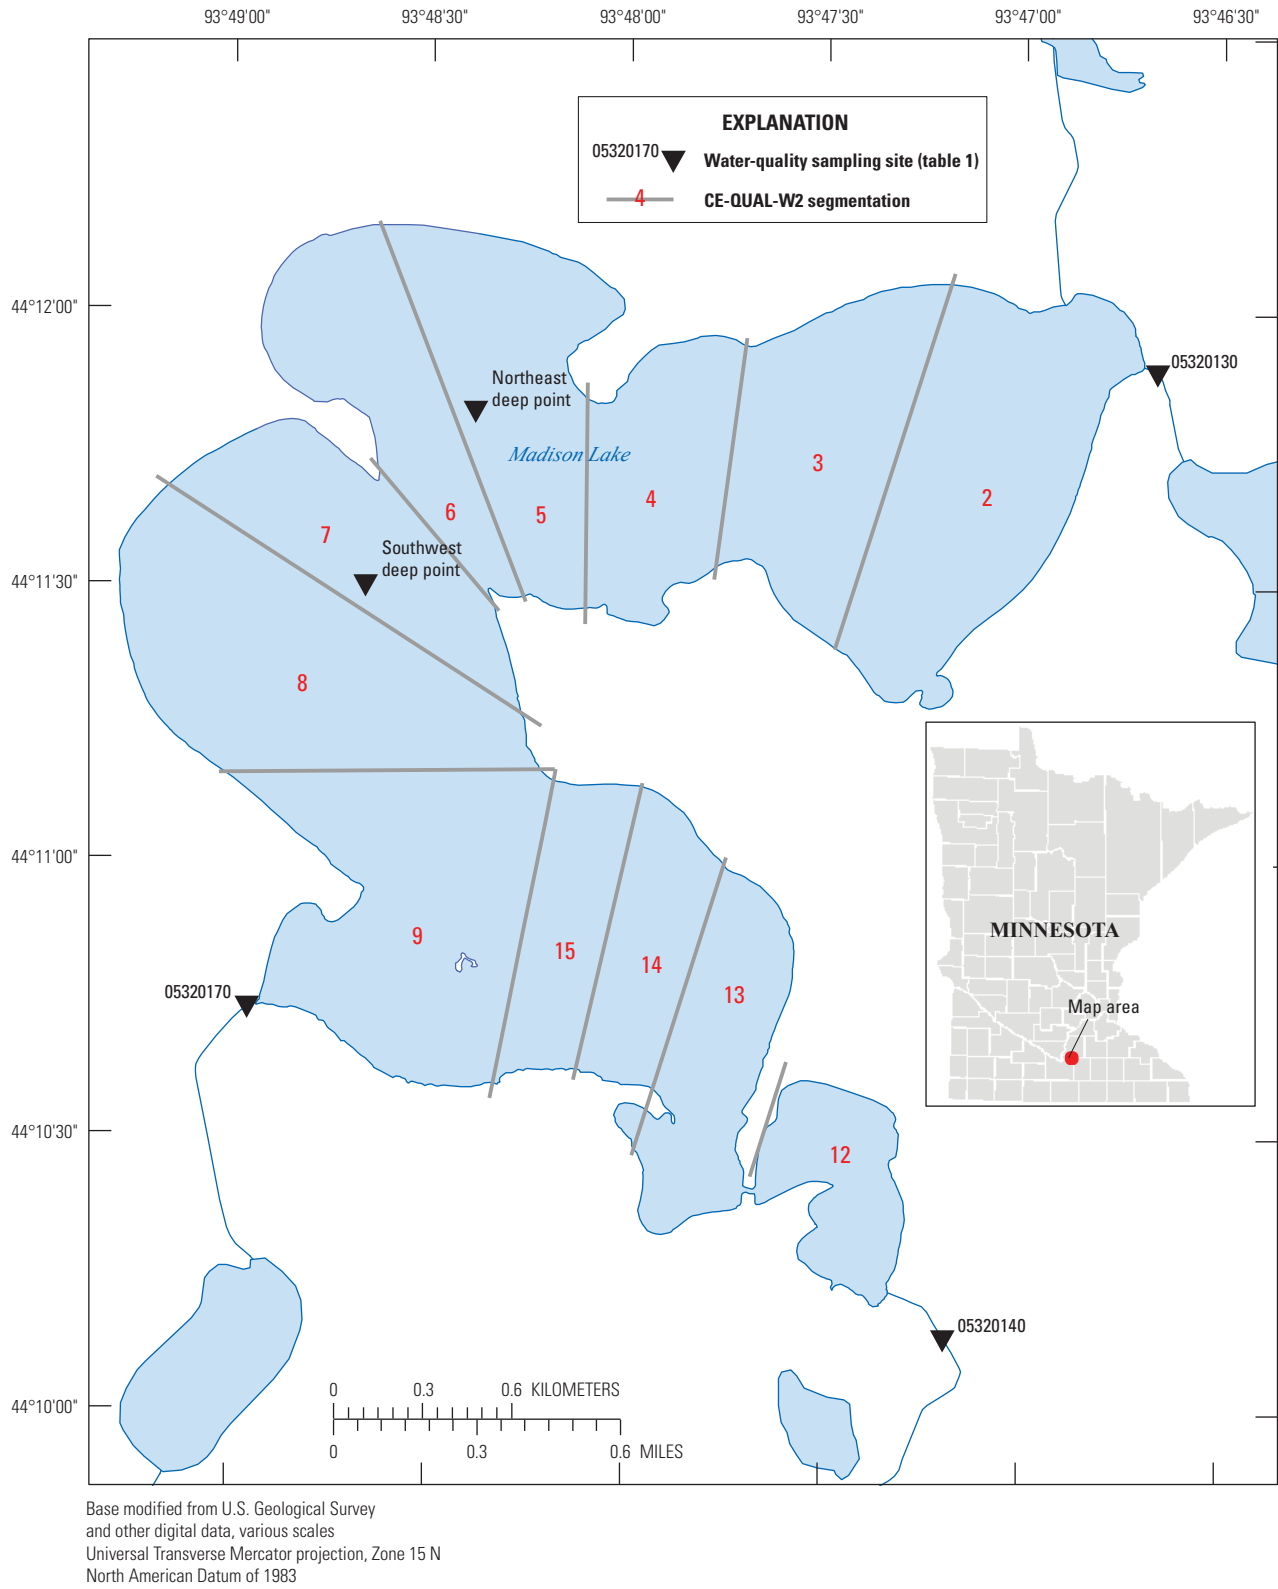 93°49'00"
93°48'30"
93°48'00"
93°47'30"
93°47'00"
93°46'30"
EXPLANATION
05320170 Water-quality sampling site (table 1)
4 CE-QUAL-W2 segmentation
44°12'00"
05320130
Northeast
deep point
Madison Lake
3
4
2
6
5
7
Southwest
deep point
44°11'30"
8
44°11'00"
MINNESOTA
Map area
9
15
14
13
05320170
44°10'30"
12
05320140
44°10'00"
0 0.3 0.6 KILOMETERS
0 0.3 0.6 MILES
Base modified from U.S. Geological Survey
and other digital data, various scales
Universal Transverse Mercator projection, Zone 15 N
North American Datum of 1983